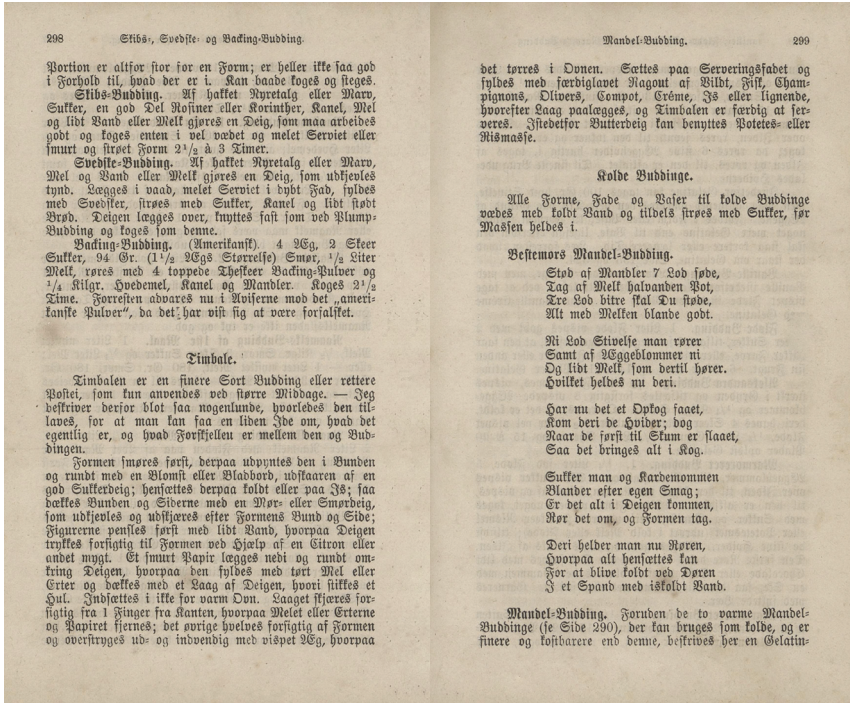 298 Skibs-, Svedske- og Backing-Budding.
Portion er altfor stor for en Form; er heller ikke saa god
i Forhold til, hvad der er i. Kan baade koges og steges.
Skibs-Budding. Af hakket Nyretalg eller Marv,
Sukker, en god Del Rosiner eller Korinther, Kanel, Mel
og lidt Vand eller Melk gjøres en Deig, som maa arbeides
godt og koges enten i vel vædet og melet Serviet eller
smurt og strøet Form 2 1/2 à 3 Timer.
Svedske-Budding. Af hakket Nyretalg eller Marv,
Mel og Vand eller Melk gjøres en Deig, som udkjevles
tynd. Lægges i vaad, melet Serviet i dybt Fad, fyldes
med Svedsker, strøes med Sukker, Kanel og lidt stødt
Brød. Deigen lægges over, knyttes fast som ved Plump-
Budding og koges som denne.
Backing-Budding. (Amerikansk). 4 Æg, 2 Skeer
Sukker, 94 Gr. (1 1/2 Ægs Størrelse) Smør, 1/2 Liter
Melk, røres med 4 toppede Theskeer Backing-Pulver og
1/4 Kilgr. Hvedemel, Kanel og Mandler. Koges 2 1/2
Time. Forresten advares nu i Aviserne mod det „ameri-
kanske Pulver“, da det har vist sig at være forfalsket.
Timbale.
Timbalen er en finere Sort Budding eller rettere
Postei, som kun anvendes ved større Middage. — Jeg
beskriver derfor blot saa nogenlunde, hvorledes den til-
laves, for at man kan faa en liden Ide om, hvad det
egentlig er, og hvad Forskjellen er mellem den og Bud-
dingen.
Formen smøres først, derpaa udpyntes den i Bunden
og rundt med en Blomst eller Bladbord, udskaaren af en
god Sukkerdeig; hensættes derpaa koldt eller paa Is; saa
dækkes Bunden og Siderne med en Mør- eller Smørdeig,
som udkjevles og udskjæres efter Formens Bund og Side;
Figurerne pensles først med lidt Vand, hvorpaa Deigen
trykkes forsigtig til Formen ved Hjælp af en Citron eller
andet mygt. Et smurt Papir lægges nedi og rundt om-
kring Deigen, hvorpaa den fyldes med tørt Mel eller
Erter og dækkes med et Laag af Deigen, hvori stikkes et
Hul. Indsættes i ikke for varm Ovn. Laaget skjæres for-
sigtig fra 1 Finger fra Kanten, hvorpaa Melet eller Erterne
og Papiret fjernes; det øvrige hvelves forsigtig af Formen
og overstryges ud- og indvendig med vispet Æg, hvorpaa
Mandel-Budding. 299
det tørres i Ovnen. Sættes paa Serveringsfadet og
fyldes med færdiglavet Ragout af Vildt, Fisk, Cham-
pignons, Olivers, Compot, Créme, Is eller lignende,
hvorefter Laag paalægges, og Timbalen er færdig at ser-
veres. Istedetfor Butterdeig kan benyttes Potetes- eller
Rismasse.
Kolde Buddinge.
Alle Forme, Fade og Vaser til kolde Buddinge
vædes med koldt Vand og tildels strøes med Sukker, før
Massen heldes i.
Bestemors Mandel-Budding.
Stød af Mandler 7 Lod søde,
Tag af Melk halvanden Pot,
Tre Lod bitre skal Du støde,
Alt med Melken blande godt.
Ni Lod Stivelse man rører
Samt af Æggeblommer ni
Og lidt Melk, som dertil hører.
Hvilket heldes nu deri.
Har nu det et Opkog faaet,
Kom deri de Hvider; dog
Naar de først til Skum er slaaet,
Saa det bringes alt i Kog.
Sukker man og Kardemommen
Blander efter egen Smag;
Er det alt i Deigen kommen,
Rør det om, og Formen tag.
Deri helder man nu Røren,
Hvorpaa alt hensættes kan
For at blive koldt ved Døren
I et Spand med iskoldt Vand.
Mandel-Budding. Foruden de to varme Mandel-
Buddinge (se Side 290), der kan bruges som kolde, og er
finere og kostbarere end denne, beskrives her en Gelatin-